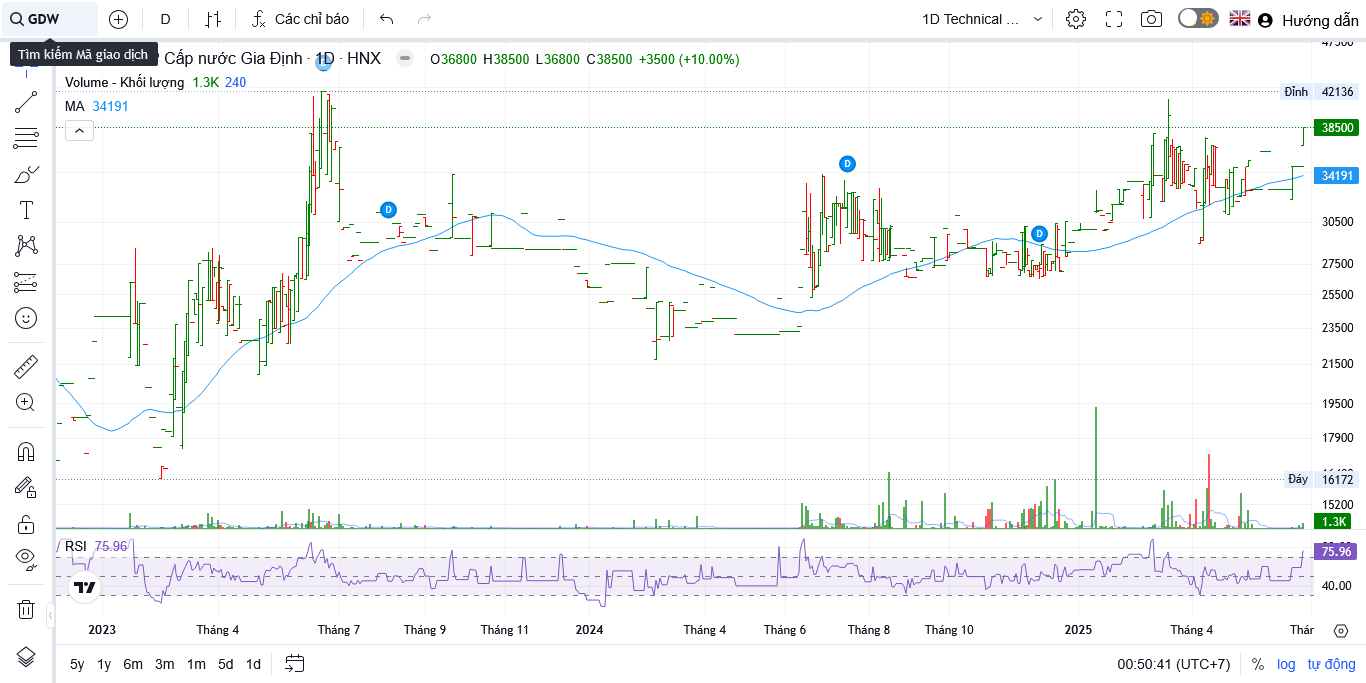 GDW
D
Các chỉ báo
1D Technical ...
Hướng dẫn
Tìm kiếm Mã giao dịch
Cấp nước Gia Định · 1D · HNX
O36800 H38500 L36800 C38500 +3500 (+10.00%)
Volume - Khối lượng 1.3K 240
MA 34191
D
D
D
Đỉnh 42136
38500
34191
30500
27500
25500
23500
21500
19500
17900
Đáy 16172
15200
1.3K
RSI 75.96
75.96
40.00
2023 Tháng 4 Tháng 7 Tháng 9 Tháng 11 2024 Tháng 4 Tháng 6 Tháng 8 Tháng 10 2025 Tháng 4 Thár
5y 1y 6m 3m 1m 5d 1d
00:50:41 (UTC+7) % log tự động